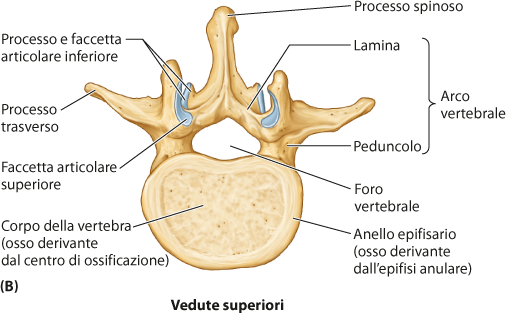 Processo spinoso
Processo e faccetta
articolare inferiore
Lamina
Arco
vertebrale
Processo
trasverso
Peduncolo
Faccetta articolare
superiore
Foro
vertebrale
Corpo della vertebra
(osso derivante
dal centro di ossificazione)
Anello epifisario
(osso derivante
dall'epifisi anulare)
(B)
Vedute superiori